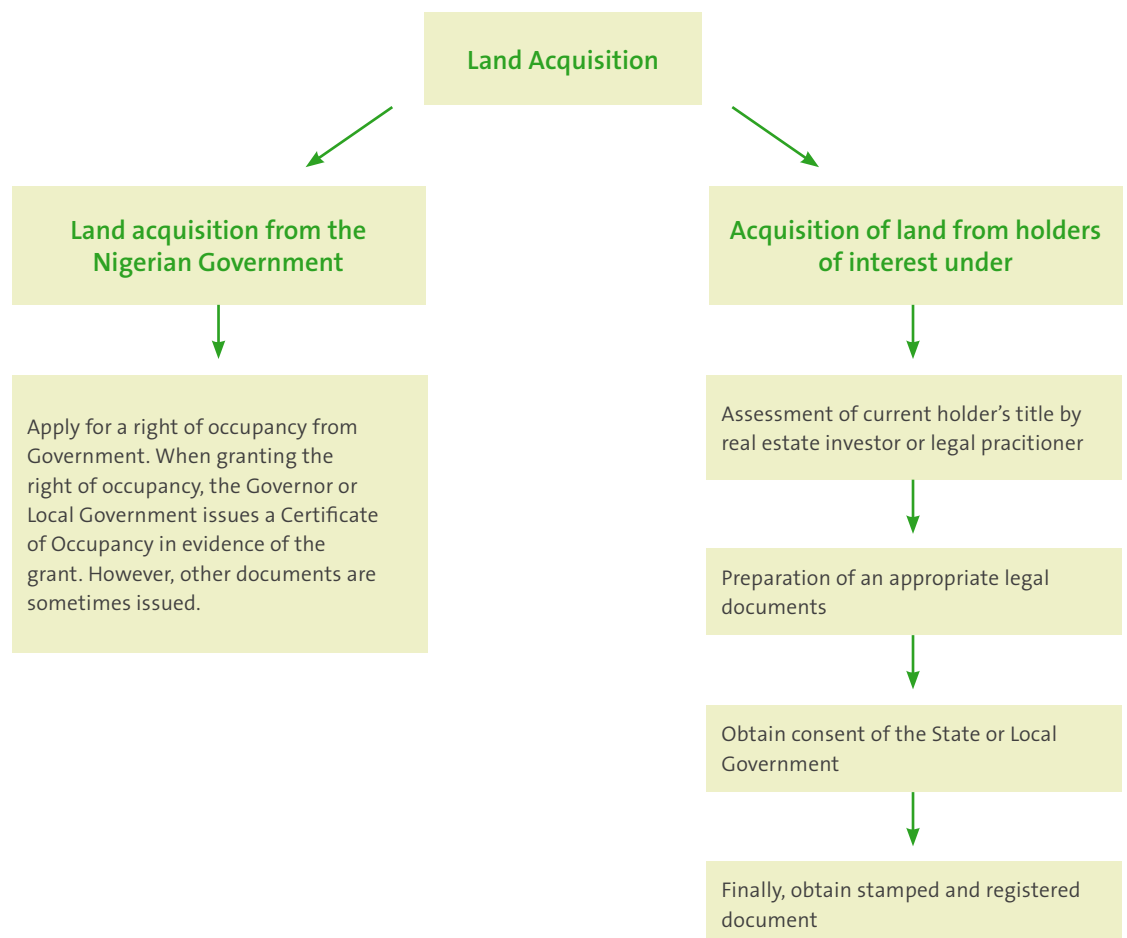 Land Acquisition
Land acquisition from the
Nigerian Government
Apply for a right of occupancy from
Government. When granting the
right of occupancy, the Governor or
Local Government issues a Certificate
of Occupancy in evidence of the
grant. However, other documents are
sometimes issued.
Acquisition of land from holders
of interest under
Assessment of current holder’s title by
real estate investor or legal practitioner
Preparation of an appropriate legal
documents
Obtain consent of the State or Local
Government
Finally, obtain stamped and registered
document